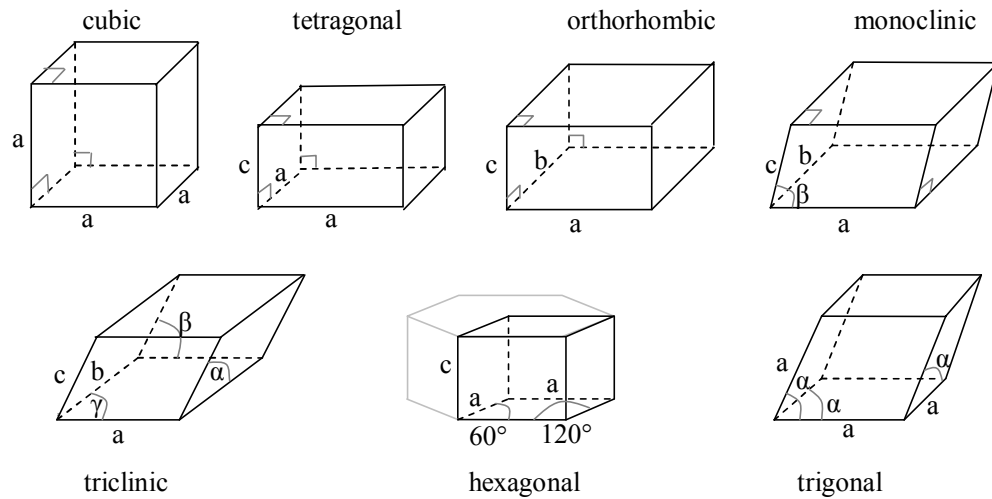 cubic
tetragonal
orthorhombic
monoclinic
a
a
a
c
a
a
c
b
a
c
b
β
a
c
b
γ
β
α
a
c
a
a
60°
120°
a
α
α
α
a
a
triclinic
hexagonal
trigonal